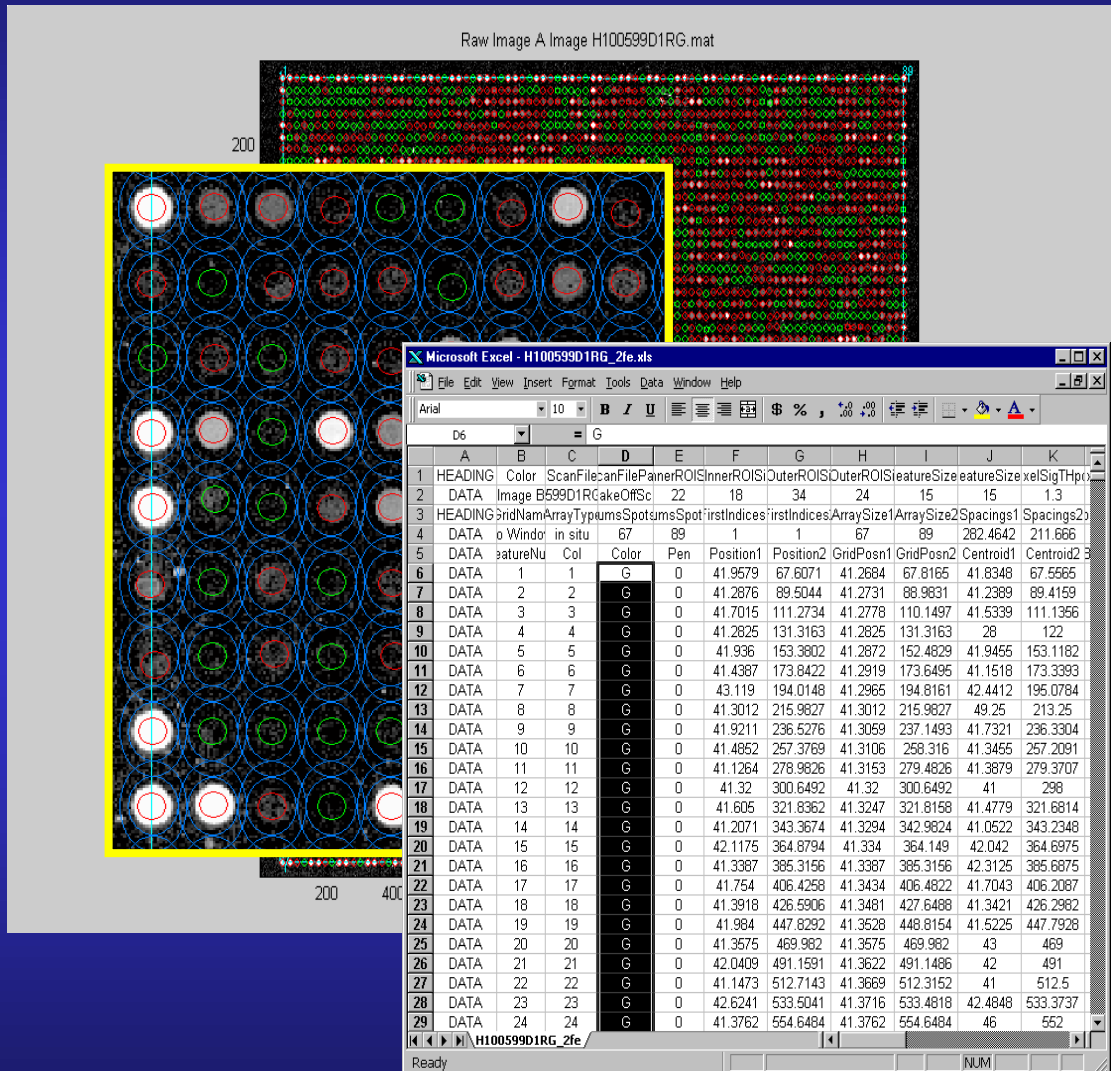 Raw Image A Image H100599D1RG.mat
1 89
200
200 400
Microsoft Excel - H100599D1RG_2fe.xls
File Edit View Insert Format Tools Data Window Help
Arial 10 B I U $ % , .00
D6 = G
A B C D E F G H I J K
1 HEADING Color ScanFile canFilePa nnerROIS InnerROISi OuterROISi OuterROISi eatureSize eatureSize xelSigTHp
2 DATA Image B 599D1RG akeOffSc 22 18 34 24 15 15 1.3
3 HEADING GridNam ArrayType umsSpots umsSpot FirstIndices FirstIndices ArraySize1 ArraySize2 Spacings1 Spacings2
4 DATA o Window in situ 67 89 1 1 67 89 282.4642 211.666
5 DATA eatureNu Col Color Pen Position1 Position2 GridPosn1 GridPosn2 Centroid1 Centroid2
6 DATA 1 1 G 0 41.9579 67.6071 41.2684 67.8165 41.8348 67.5565
7 DATA 2 2 G 0 41.2876 89.5044 41.2731 88.9831 41.2389 89.4159
8 DATA 3 3 G 0 41.7015 111.2734 41.2778 110.1497 41.5339 111.1356
9 DATA 4 4 G 0 41.2825 131.3163 41.2825 131.3163 28 122
10 DATA 5 5 G 0 41.936 153.3802 41.2872 152.4829 41.9455 153.1182
11 DATA 6 6 G 0 41.4387 173.8422 41.2919 173.6495 41.1518 173.3393
12 DATA 7 7 G 0 43.119 194.0148 41.2965 194.8161 42.4412 195.0784
13 DATA 8 8 G 0 41.3012 215.9827 41.3012 215.9827 49.25 213.25
14 DATA 9 9 G 0 41.9211 236.5276 41.3059 237.1493 41.7321 236.3304
15 DATA 10 10 G 0 41.4852 257.3769 41.3106 258.316 41.3455 257.2091
16 DATA 11 11 G 0 41.1264 278.9826 41.3153 279.4826 41.3879 279.3707
17 DATA 12 12 G 0 41.32 300.6492 41.32 300.6492 41 298
18 DATA 13 13 G 0 41.605 321.8362 41.3247 321.8158 41.4779 321.6814
19 DATA 14 14 G 0 41.2071 343.3674 41.3294 342.9824 41.0522 343.2348
20 DATA 15 15 G 0 42.1175 364.8794 41.334 364.149 42.042 364.6975
21 DATA 16 16 G 0 41.3387 385.3156 41.3387 385.3156 42.3125 385.6875
22 DATA 17 17 G 0 41.754 406.4258 41.3434 406.4822 41.7043 406.2087
23 DATA 18 18 G 0 41.3918 426.5906 41.3481 427.6488 41.3421 426.2982
24 DATA 19 19 G 0 41.984 447.8292 41.3528 448.8154 41.5225 447.7928
25 DATA 20 20 G 0 41.3575 469.982 41.3575 469.982 43 469
26 DATA 21 21 G 0 42.0409 491.1591 41.3622 491.1486 42 491
27 DATA 22 22 G 0 41.1473 512.7143 41.3669 512.3152 41 512.5
28 DATA 23 23 G 0 42.6241 533.5041 41.3716 533.4818 42.4848 533.3737
29 DATA 24 24 G 0 41.3762 554.6484 41.3762 554.6484 46 552
H100599D1RG_2fe
Ready NUM